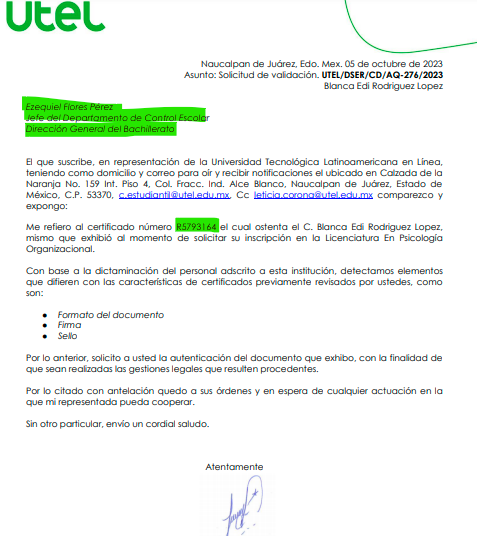 Utel
Naucalpan de Juárez, Edo. Mex. 05 de octubre de 2023
Asunto: Solicitud de validación. UTEL/DSER/CD/AQ-276/2023
Blanca Edi Rodriguez Lopez
Ezequiel Flores Pérez
Jefe del Departamento de Control Escolar
Dirección General del Bachillerato
El que suscribe, en representación de la Universidad Tecnológica Latinoamericana en Línea,
teniendo como domicilio y correo para oír y recibir notificaciones el ubicado en Calzada de la
Naranja No. 159 Int. Piso 4, Col. Fracc. Ind. Alce Blanco, Naucalpan de Juárez, Estado de
México, C.P. 53370, c.estudiantil@utel.edu.mx, Cc leticia.corona@utel.edu.mx comparezco y
expongo:
Me refiero al certificado número R5793164 el cual ostenta el C. Blanca Edi Rodriguez Lopez,
mismo que exhibió al momento de solicitar su inscripción en la Licenciatura En Psicología
Organizacional.
Con base a la dictaminación del personal adscrito a esta institución, detectamos elementos
que difieren con las características de certificados previamente revisados por ustedes, como
son:
● Formato del documento
● Firma
● Sello
Por lo anterior, solicito a usted la autenticación del documento que exhibo, con la finalidad de
que sean realizadas las gestiones legales que resulten procedentes.
Por lo citado con antelación quedo a sus órdenes y en espera de cualquier actuación en la
que mi representada pueda cooperar.
Sin otro particular, envío un cordial saludo.
Atentamente